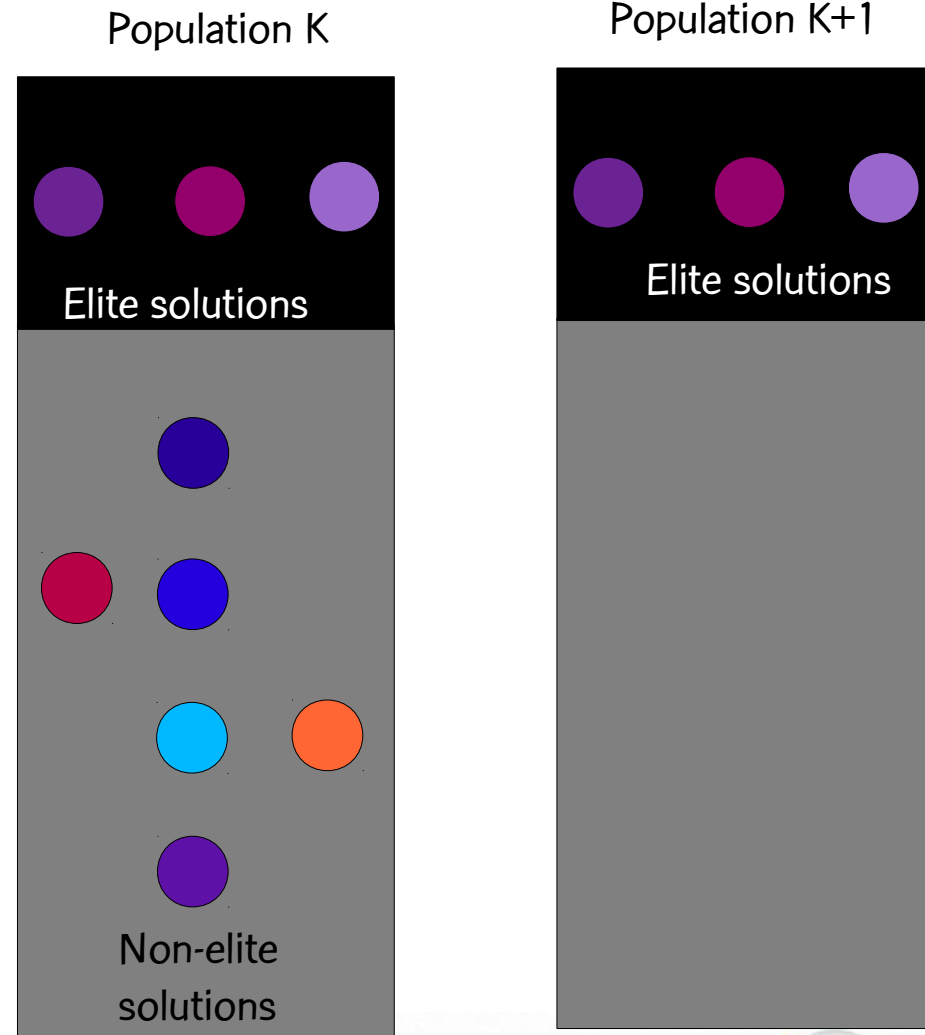 Population K
Population K+1
Elite solutions
Elite solutions
Non-elite
solutions